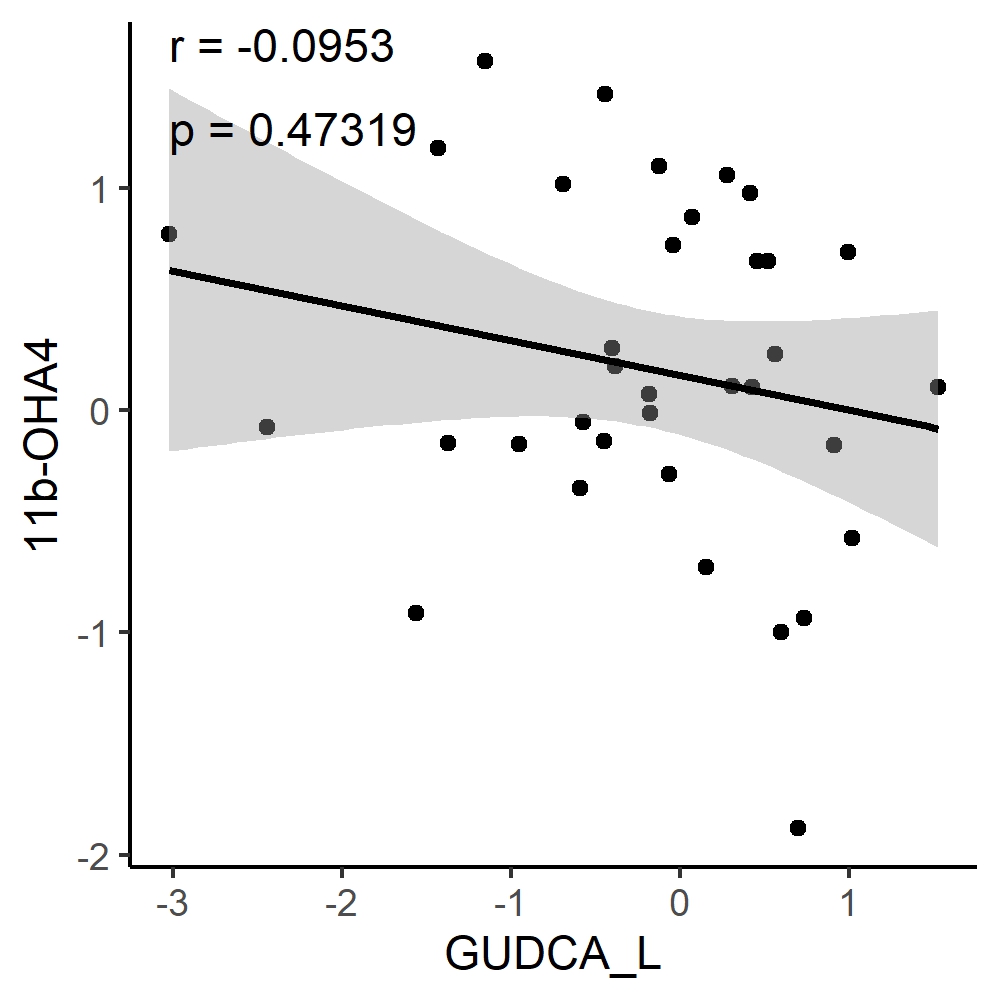 r = -0.0953
p = 0.47319
1
0
-1
-2
11b-OHA4
-3 -2 -1 0 1
GUDCA_L